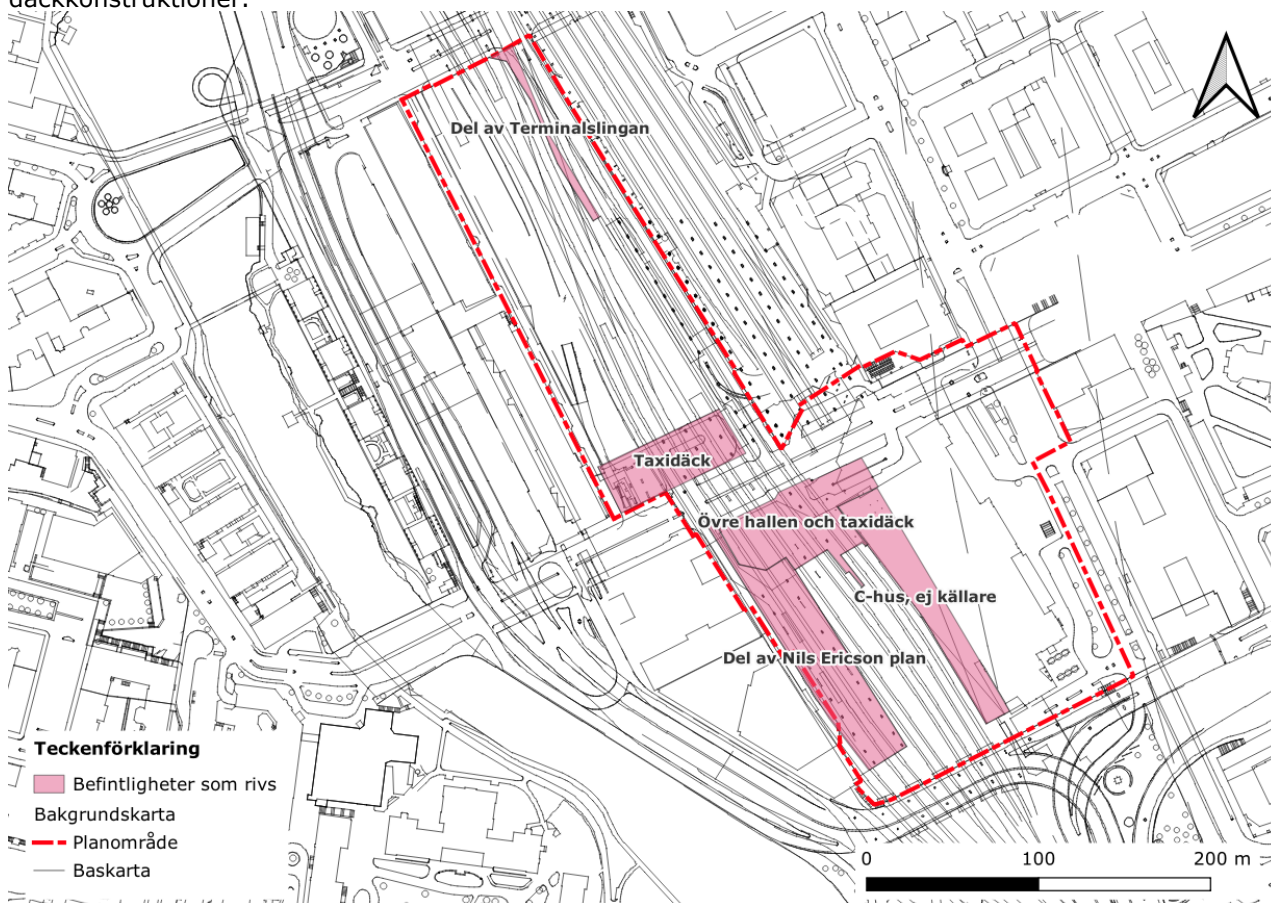 däckkonstruktioner.
Del av Terminalslingan
Taxidäck
Övre hallen och taxidäck
C-hus, ej källare
Del av Nils Ericson plan
Teckenförklaring
Befintligheter som rivs
Bakgrundskarta
Planområde
Baskarta
0 100 200 m